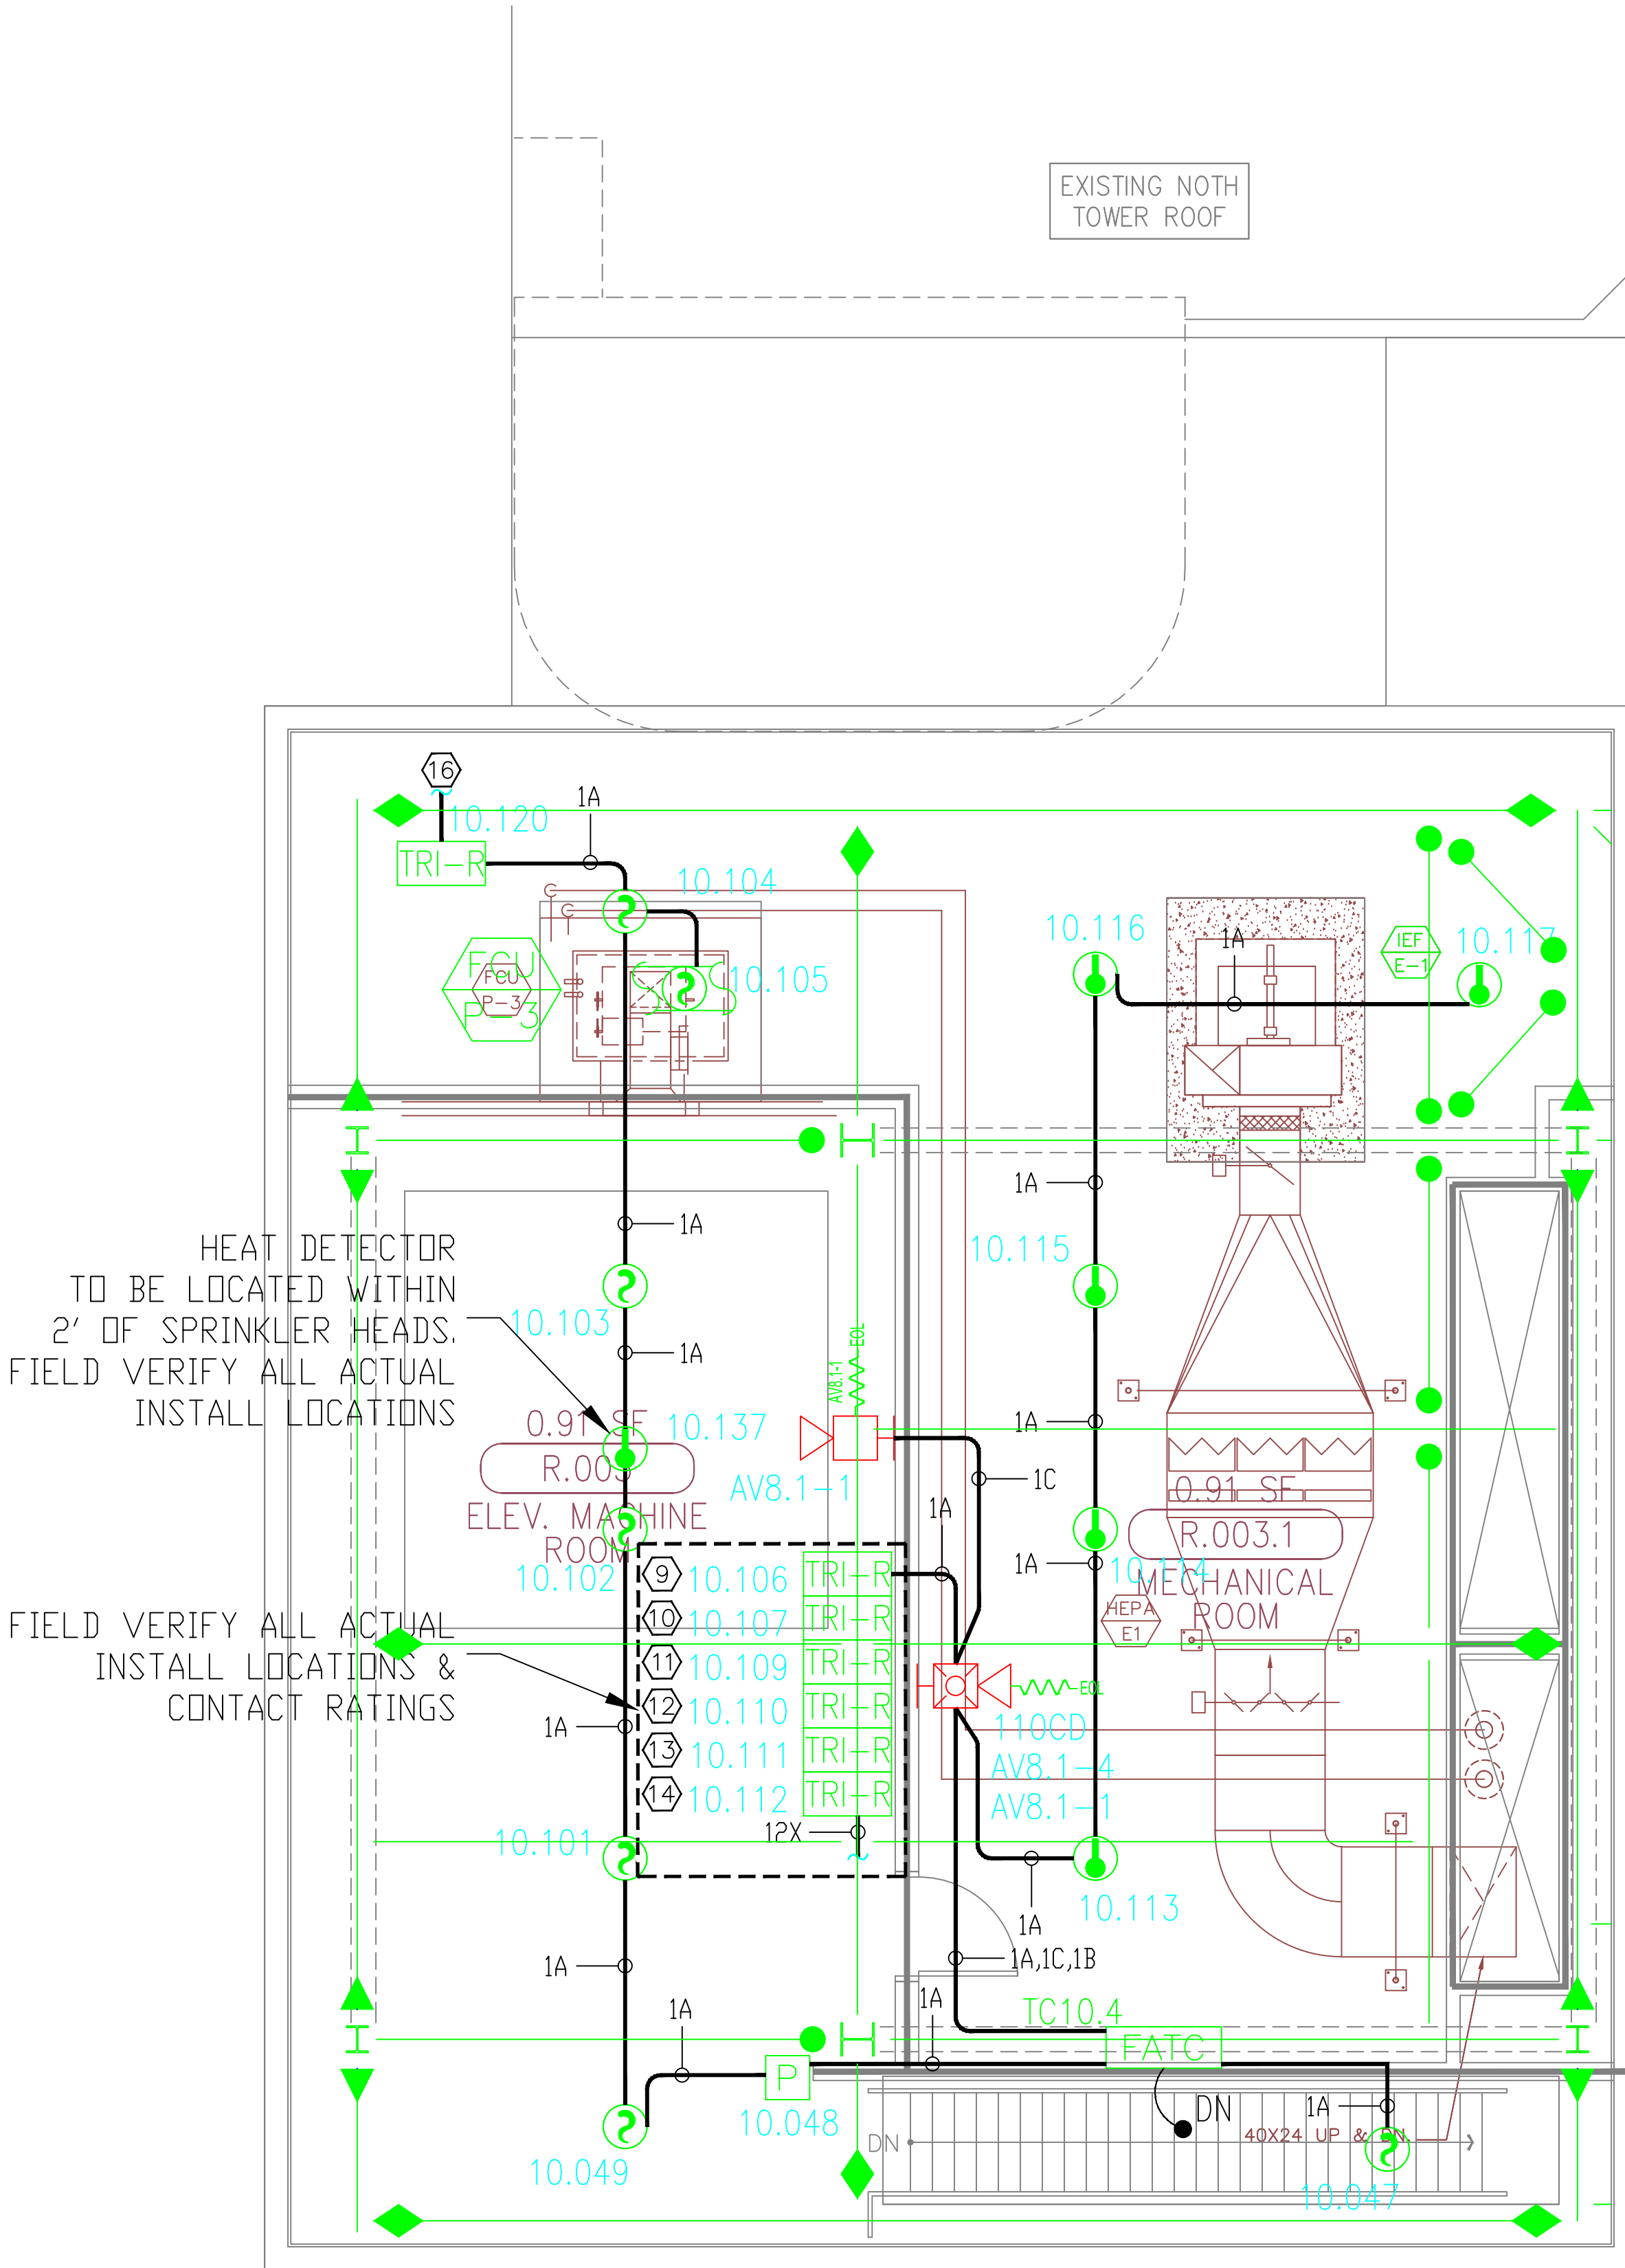 EXISTING NOTH
TOWER ROOF
16
10.120
1A
TRI-R
10.104
10.116
1A
IEF
E-1
10.117
FCU
P-3
FCU
P-3
10.105
1A
1A
HEAT DETECTOR
TO BE LOCATED WITHIN
2' OF SPRINKLER HEADS.
FIELD VERIFY ALL ACTUAL
INSTALL LOCATIONS
10.115
10.103
1A
EOL
AV8.1-1
0.91 SF
10.137
1A
R.003
AV8.1-1
1C
0.91 SF
ELEV. MACHINE
ROOM
1A
R.003.1
1A
10.114
MECHANICAL
ROOM
10.102
9
10.106
TRI-R
HEPA
E1
10
10.107
TRI-R
FIELD VERIFY ALL ACTUAL
INSTALL LOCATIONS &
CONTACT RATINGS
11
10.109
TRI-R
EOL
12
10.110
TRI-R
1A
110CD
13
10.111
TRI-R
AV8.1-4
14
10.112
TRI-R
AV8.1-1
12X
10.101
10.113
1A
1A
1A,1C,1B
1A
1A
TC10.4
FATC
P
10.048
DN
1A
DN
40X24 UP & DN.
10.049
10.047